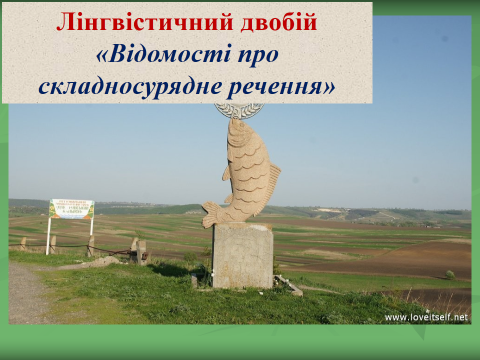 Лінгвістичний двобій
«Відомості про
складносурядне речення»
www.loveitself.net